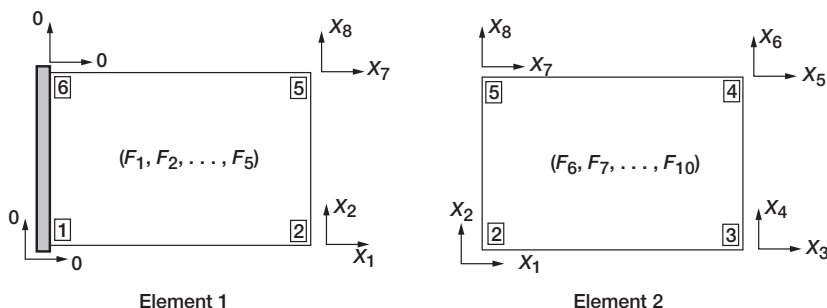 0
0
X8
X7
6
5
(F1, F2, . . . , F5)
0
1
0
2
X2
X1
Element 1
X8
X7
X6
X5
5
4
(F6, F7, . . . , F10)
X2
2
X1
3
X4
X3
Element 2